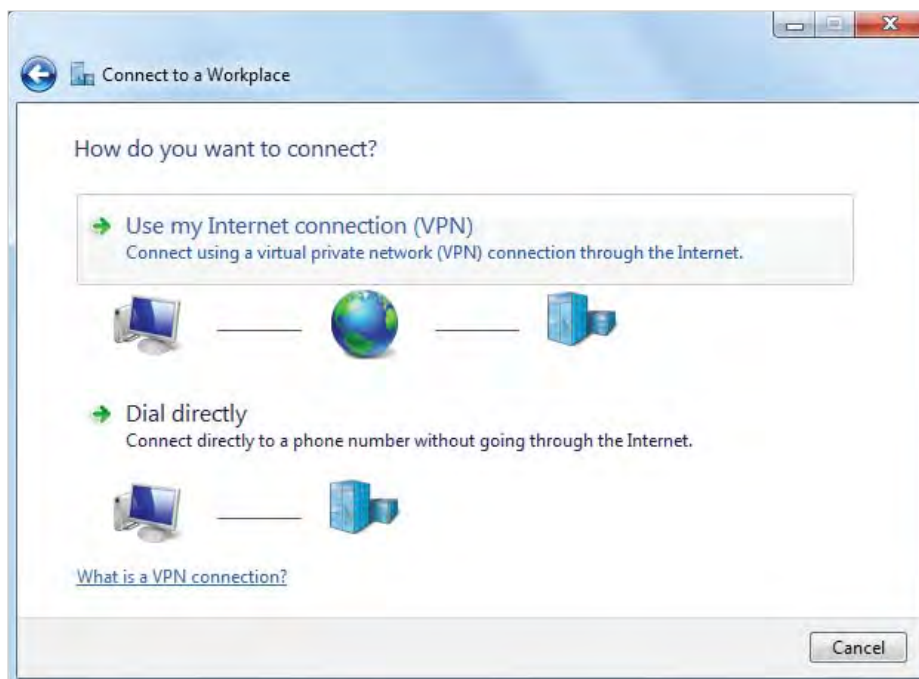 Connect to a Workplace
How do you want to connect?
Use my Internet connection (VPN)
Connect using a virtual private network (VPN) connection through the Internet.
Dial directly
Connect directly to a phone number without going through the Internet.
What is a VPN connection?
Cancel